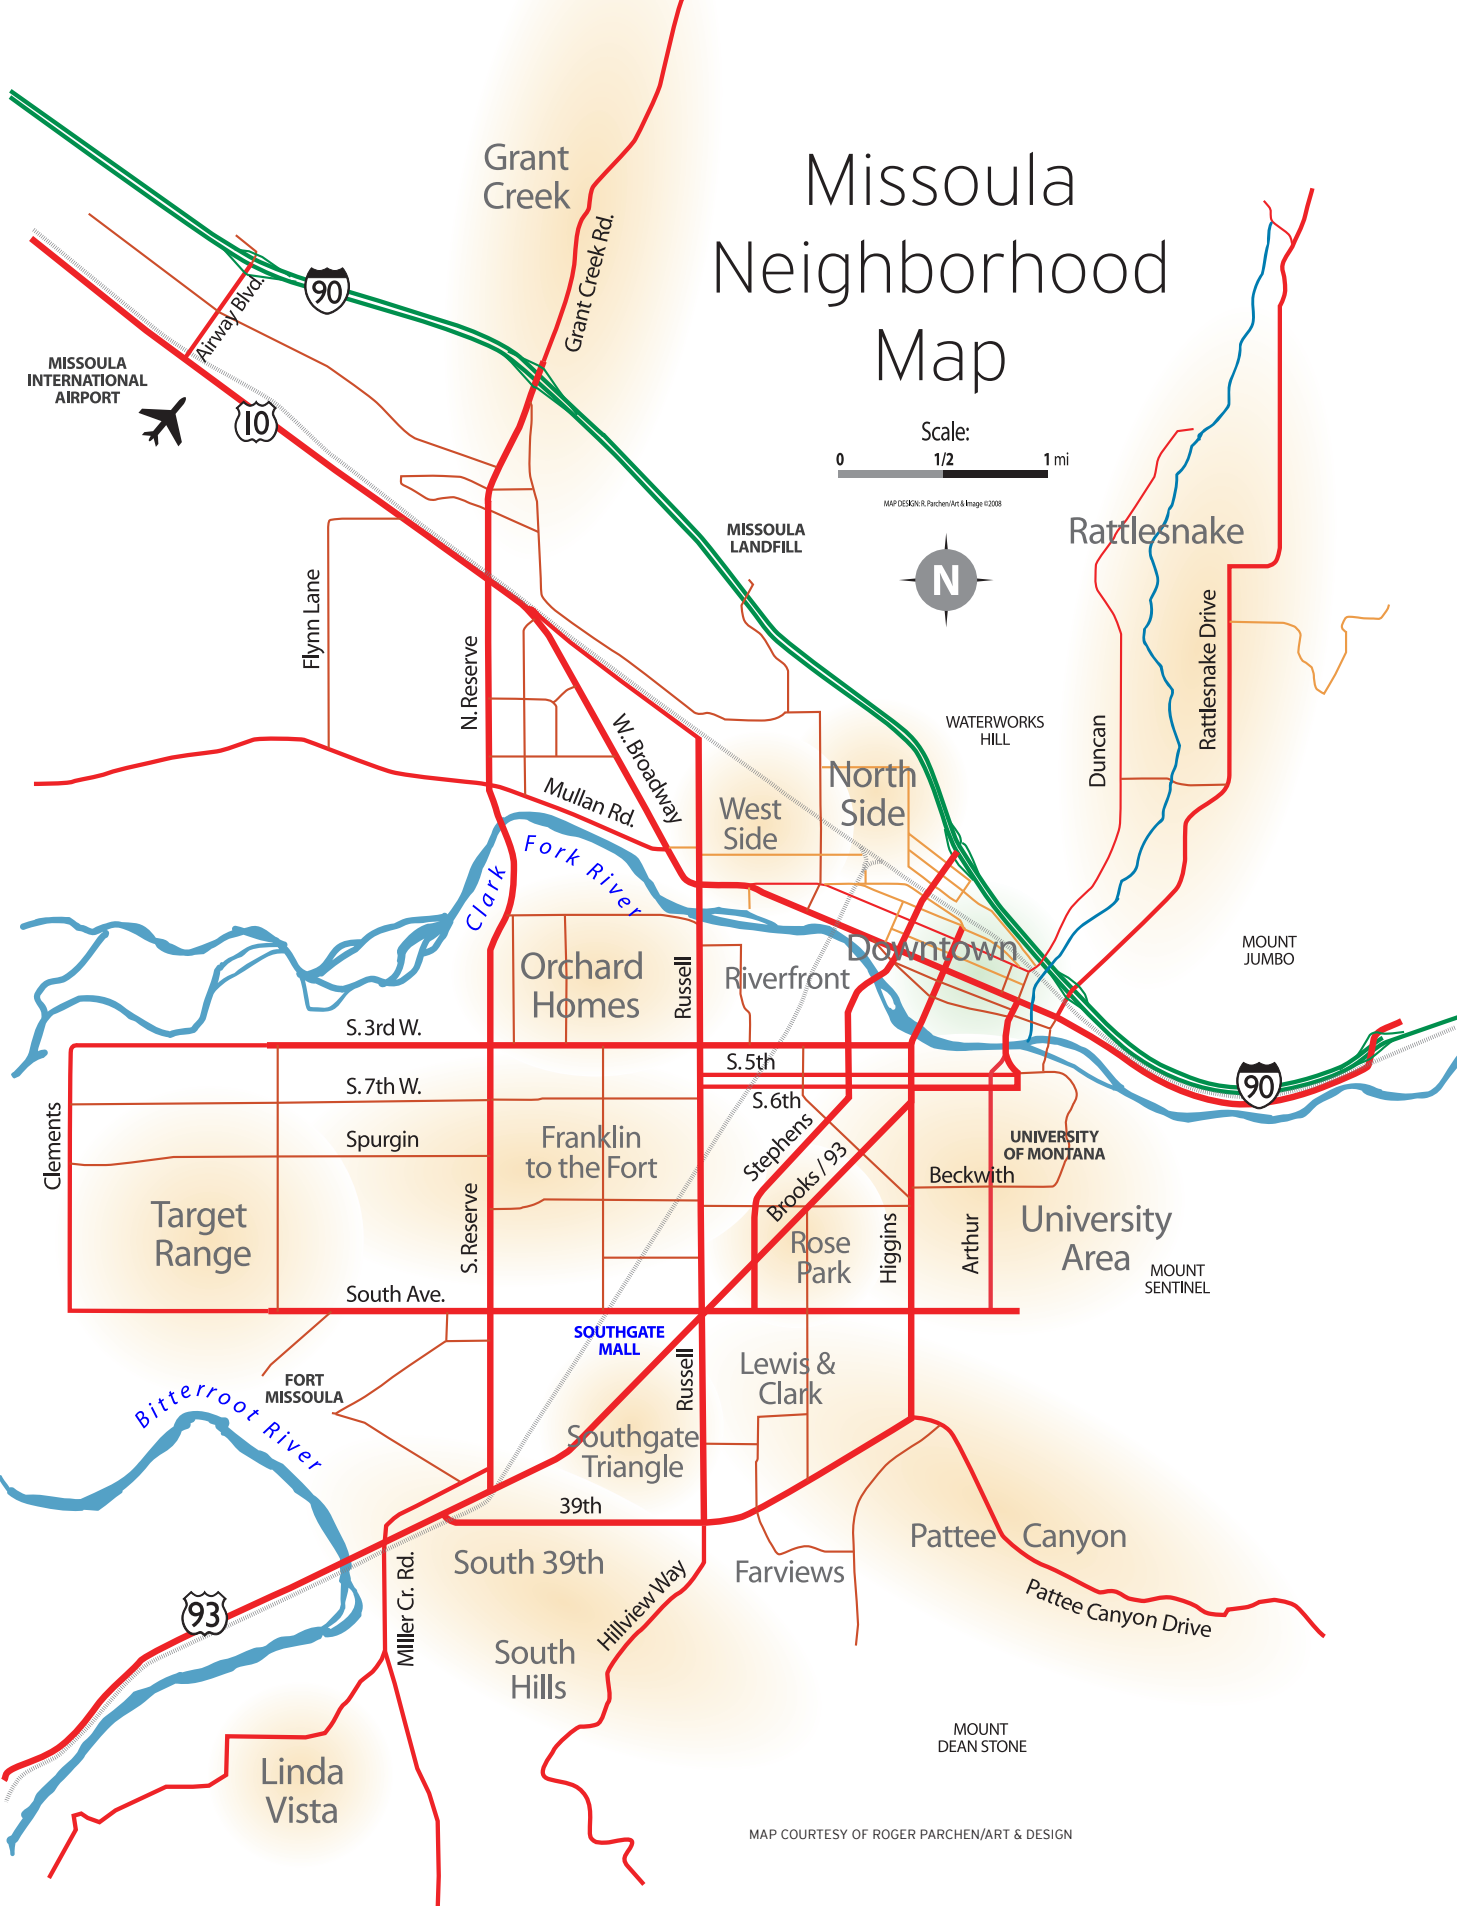 Missoula
Neighborhood
Map
Scale:
0 1/2 1 mi
MAP DESIGN: R. Parchen/Art & Image ©2008
N
Grant
Creek
Grant Creek Rd.
90
Airway Blvd.
MISSOULA
INTERNATIONAL
AIRPORT
10
MISSOULA
LANDFILL
Rattlesnake
Rattlesnake Drive
Duncan
Flynn Lane
N. Reserve
W.. Broadway
Mullan Rd.
WATERWORKS
HILL
North
Side
West
Side
Clark
Fork River
Downtown
MOUNT
JUMBO
Orchard
Homes
Russell
Riverfront
S. 3rd W.
S. 5th
S. 7th W.
S. 6th
90
Clements
Spurgin
Franklin
to the Fort
Stephens
Brooks / 93
UNIVERSITY
OF MONTANA
Beckwith
Target
Range
S. Reserve
Rose
Park
Higgins
Arthur
University
Area
MOUNT
SENTINEL
South Ave.
SOUTHGATE
MALL
Russell
Lewis &
Clark
FORT
MISSOULA
Bitterroot River
Southgate
Triangle
39th
South 39th
Farviews
Pattee Canyon
Pattee Canyon Drive
93
Miller Cr. Rd.
Hillview Way
South
Hills
MOUNT
DEAN STONE
Linda
Vista
MAP COURTESY OF ROGER PARCHEN/ART & DESIGN